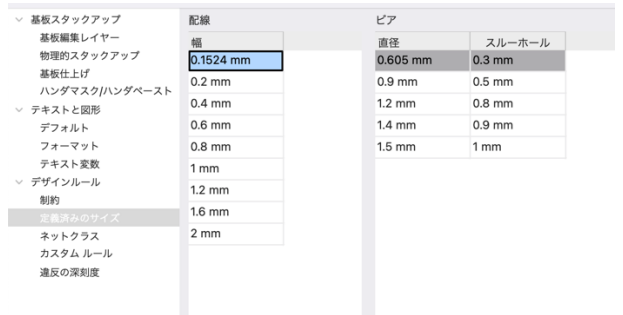 基板スタックアップ
基板編集レイヤー
物理的スタックアップ
基板仕上げ
ハンダマスク/ハンダペースト
テキストと図形
デフォルト
フォーマット
テキスト変数
デザインルール
制約
定義済みのサイズ
ネットクラス
カスタム ルール
違反の深刻度
配線
幅
0.1524 mm
0.2 mm
0.4 mm
0.6 mm
0.8 mm
1 mm
1.2 mm
1.6 mm
2 mm
ビア
直径 スルーホール
0.605 mm 0.3 mm
0.9 mm 0.5 mm
1.2 mm 0.8 mm
1.4 mm 0.9 mm
1.5 mm 1 mm